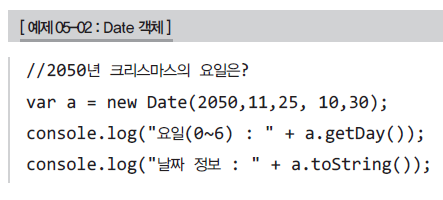 [ 예제 05-02 : Date 객체 ]
//2050년 크리스마스의 요일은?
var a = new Date(2050,11,25, 10,30);
console.log("요일(0~6) : " + a.getDay());
console.log("날짜 정보 : " + a.toString());